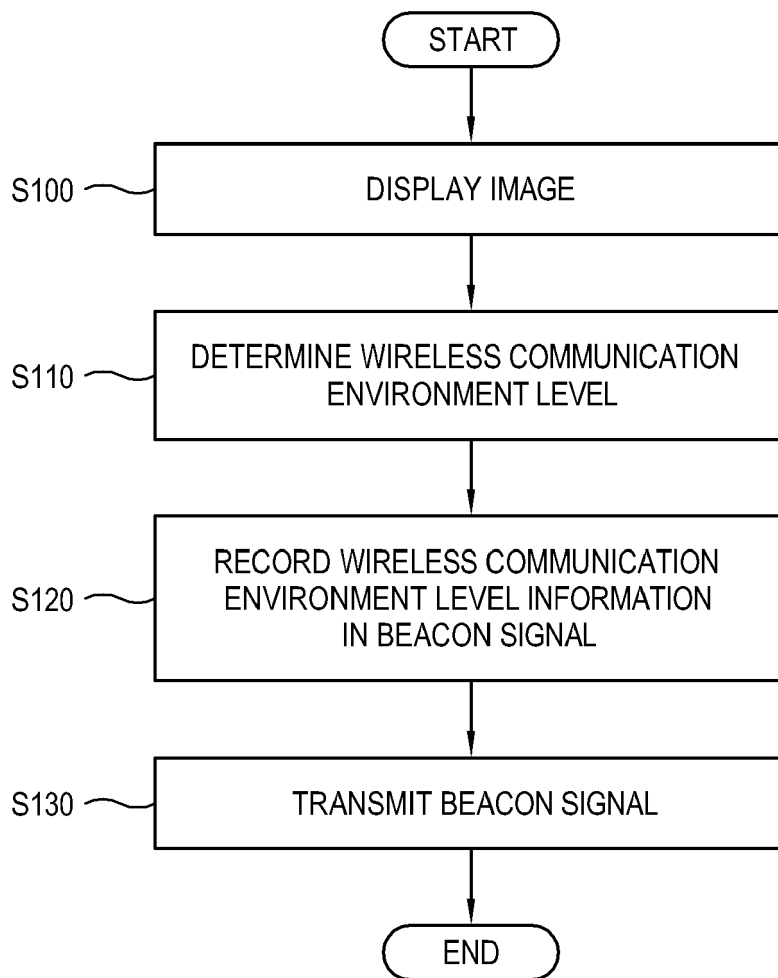 START
S100
DISPLAY IMAGE
S110
DETERMINE WIRELESS COMMUNICATION
ENVIRONMENT LEVEL
S120
RECORD WIRELESS COMMUNICATION
ENVIRONMENT LEVEL INFORMATION
IN BEACON SIGNAL
S130
TRANSMIT BEACON SIGNAL
END